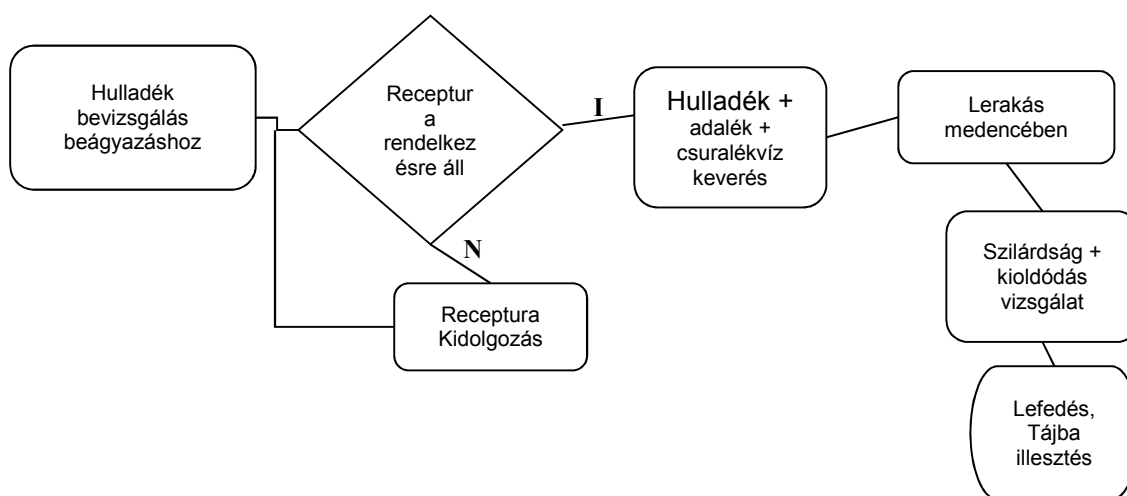 Hulladék
bevizsgálás
beágyazáshoz
Receptur
a
rendelkez
ésre áll
I
Hulladék +
adalék +
csuralékvíz
keverés
Lerakás
medencében
N
Receptura
Kidolgozás
Szilárdság +
kioldódás
vizsgálat
Lefedés,
Tájba
illesztés